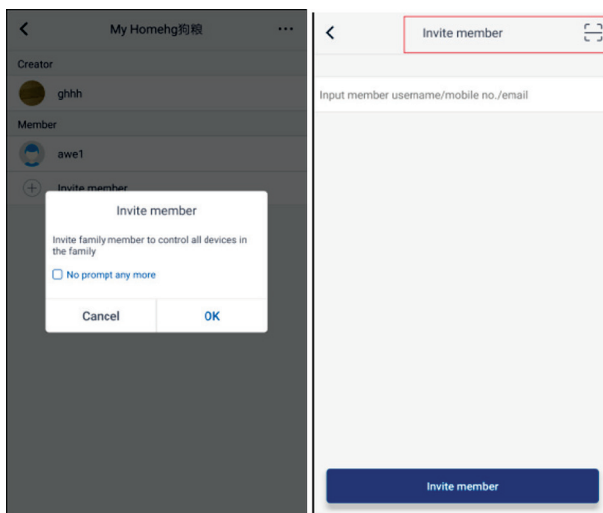 My Homehg狗粮
Creator
ghhh
Member
awe1
Invite member
Invite member
Invite family member to control all devices in
the family
No prompt any more
Cancel
OK
Invite member
Input member username/mobile no./email
Invite member